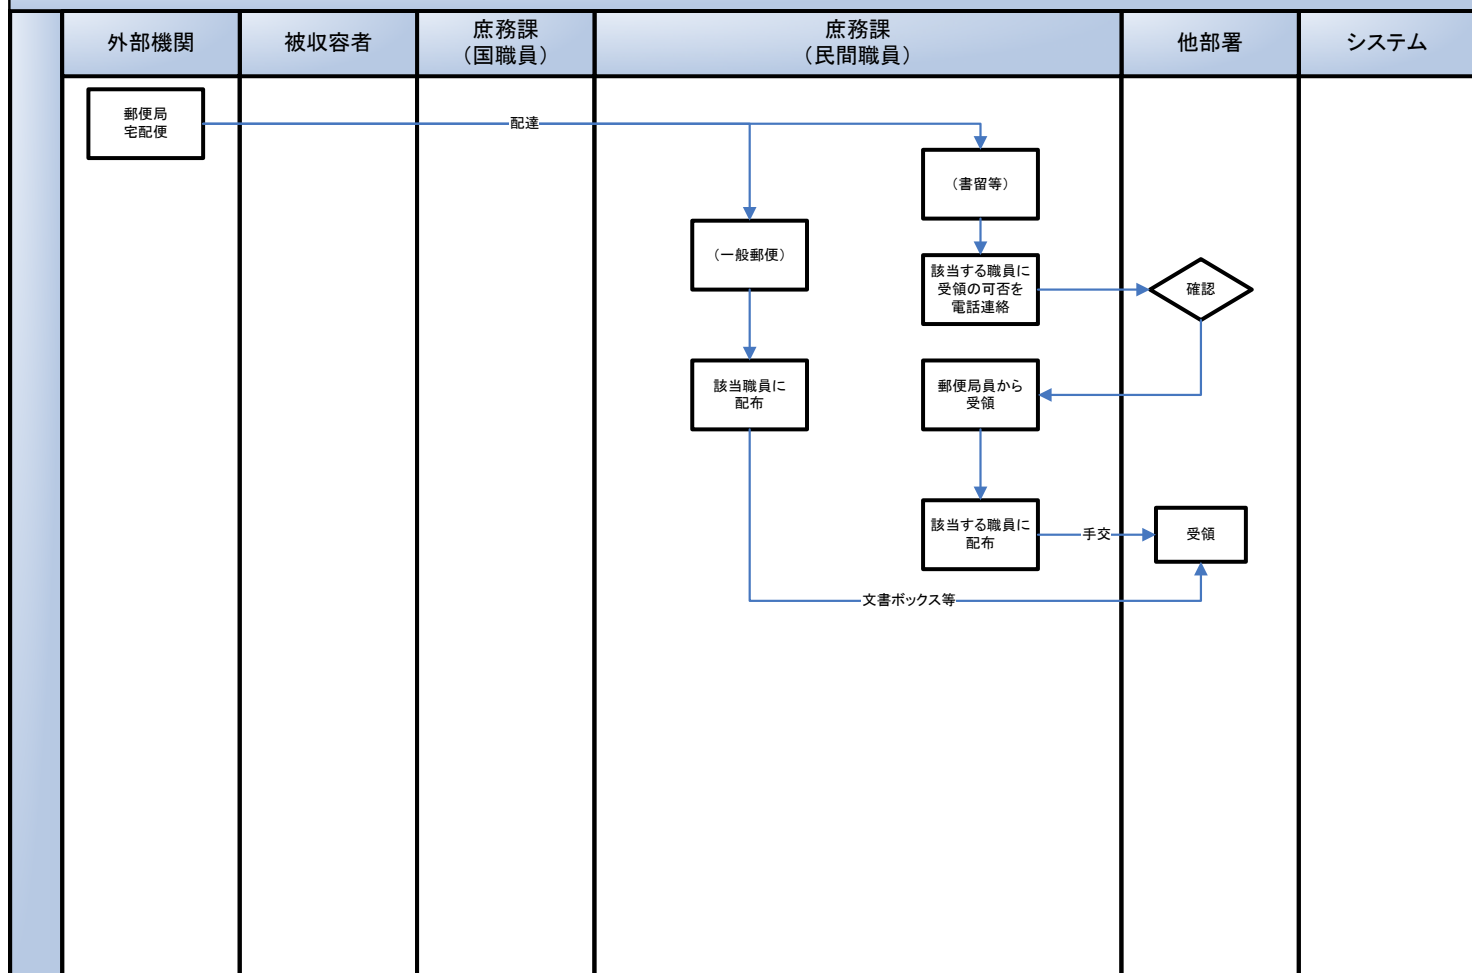 外部機関
被収容者
庶務課
（国職員）
庶務課
（民間職員）
他部署
システム
郵便局
宅配便
配達
（書留等）
（一般郵便）
該当する職員に
受領の可否を
電話連絡
確認
該当職員に
配布
郵便局員から
受領
該当する職員に
配布
手交
受領
文書ボックス等